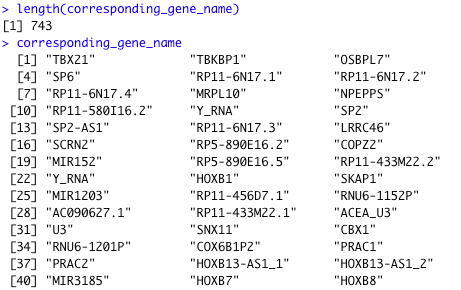 > length(corresponding_gene_name)
[1] 743
> corresponding_gene_name
[1] "TBX21" "TBKBP1" "OSBPL7"
[4] "SP6" "RP11-6N17.1" "RP11-6N17.2"
[7] "RP11-6N17.4" "MRPL10" "NPEPPS"
[10] "RP11-580I16.2" "Y_RNA" "SP2"
[13] "SP2-AS1" "RP11-6N17.3" "LRRC46"
[16] "SCRN2" "RP5-890E16.2" "COPZ2"
[19] "MIR152" "RP5-890E16.5" "RP11-433M22.2"
[22] "Y_RNA" "HOXB1" "SKAP1"
[25] "MIR1203" "RP11-456D7.1" "RNU6-1152P"
[28] "AC090627.1" "RP11-433M22.1" "ACEA_U3"
[31] "U3" "SNX11" "CBX1"
[34] "RNU6-1201P" "COX6B1P2" "PRAC1"
[37] "PRAC2" "HOXB13-AS1_1" "HOXB13-AS1_2"
[40] "MIR3185" "HOXB7" "HOXB8"